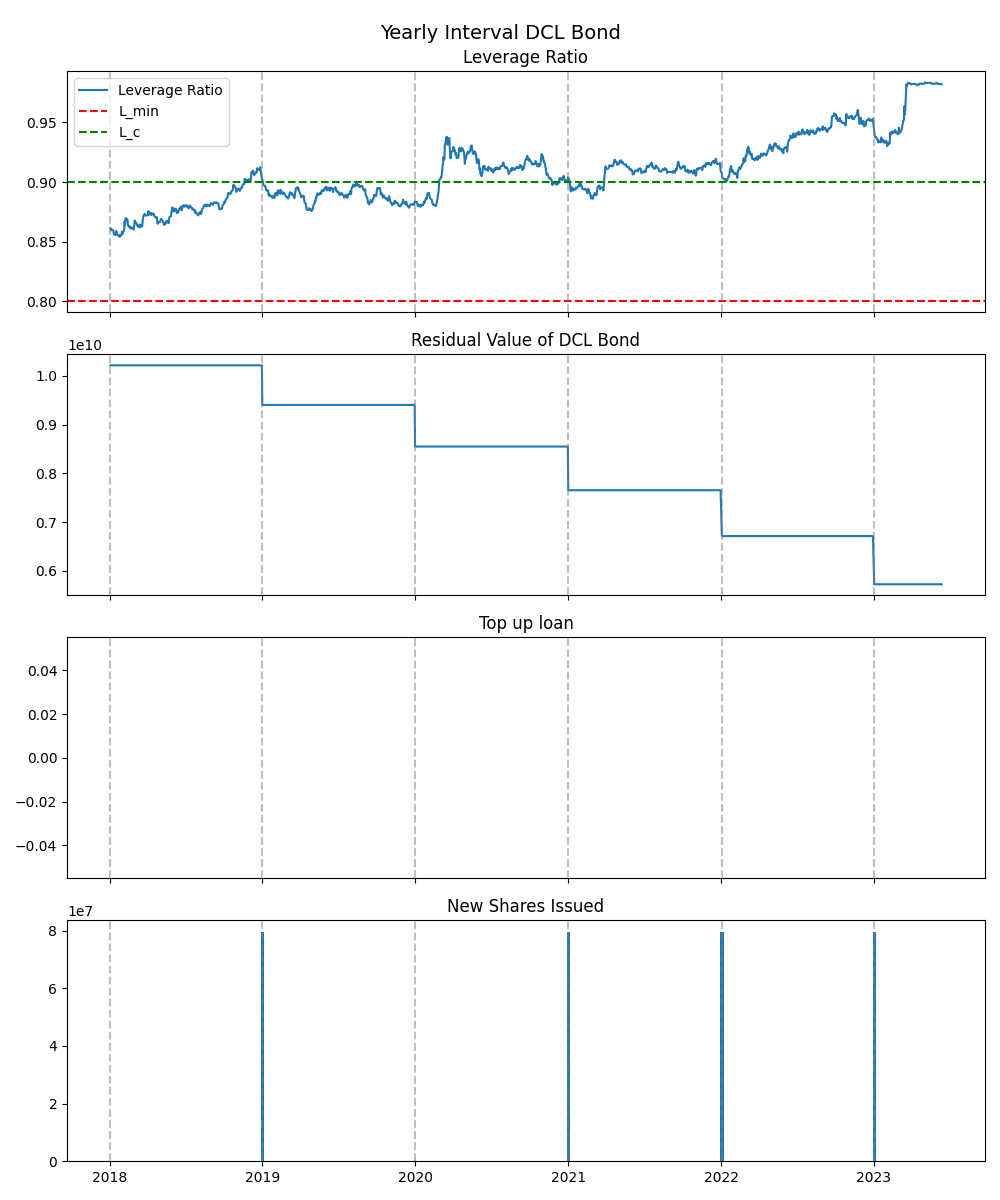 Yearly Interval DCL Bond
Leverage Ratio
Leverage Ratio
L_min
L_c
0.95
0.90
0.85
0.80
Residual Value of DCL Bond
1e10
1.0
0.9
0.8
0.7
0.6
Top up loan
0.04
0.02
0.00
−0.02
−0.04
New Shares Issued
1e7
8
6
4
2
0
2018 2019 2020 2021 2022 2023